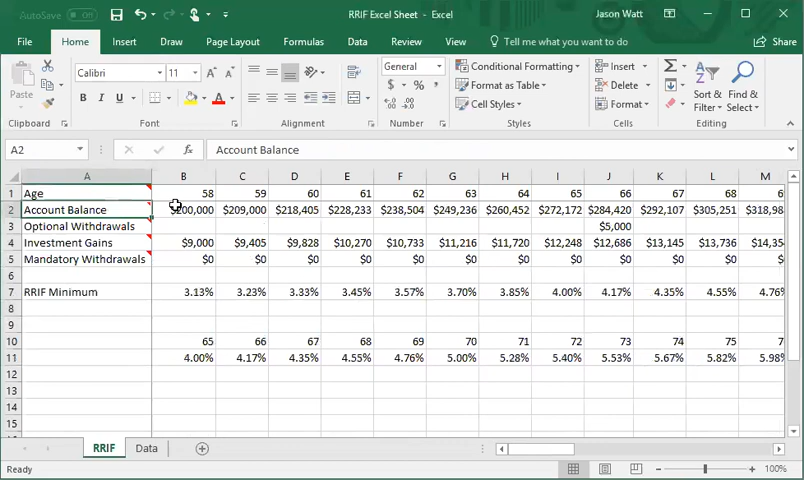 AutoSave Off RRIF Excel Sheet - Excel Jason Watt
File Home Insert Draw Page Layout Formulas Data Review View Tell me what you want to do Share
Paste Calibri 11 A A General Conditional Formatting Insert Sort & Find &
B I U A $ % , Format as Table Delete Filter Select
Cell Styles Format
Clipboard Font Alignment Number Styles Cells Editing
A2 fx Account Balance
A B C D E F G H I J K L M
1 Age 58 59 60 61 62 63 64 65 66 67 68
2 Account Balance $200,000 $209,000 $218,405 $228,233 $238,504 $249,236 $260,452 $272,172 $284,420 $292,107 $305,251 $318,98
3 Optional Withdrawals $5,000
4 Investment Gains $9,000 $9,405 $9,828 $10,270 $10,733 $11,216 $11,720 $12,248 $12,686 $13,145 $13,736 $14,35
5 Mandatory Withdrawals $0 $0 $0 $0 $0 $0 $0 $0 $0 $0 $0
6
7 RRIF Minimum 3.13% 3.23% 3.33% 3.45% 3.57% 3.70% 3.85% 4.00% 4.17% 4.35% 4.55% 4.76%
8
9
10 65 66 67 68 69 70 71 72 73 74 75
11 4.00% 4.17% 4.35% 4.55% 4.76% 5.00% 5.28% 5.40% 5.53% 5.67% 5.82% 5.98%
12
13
14
15
RRIF Data
Ready 100%